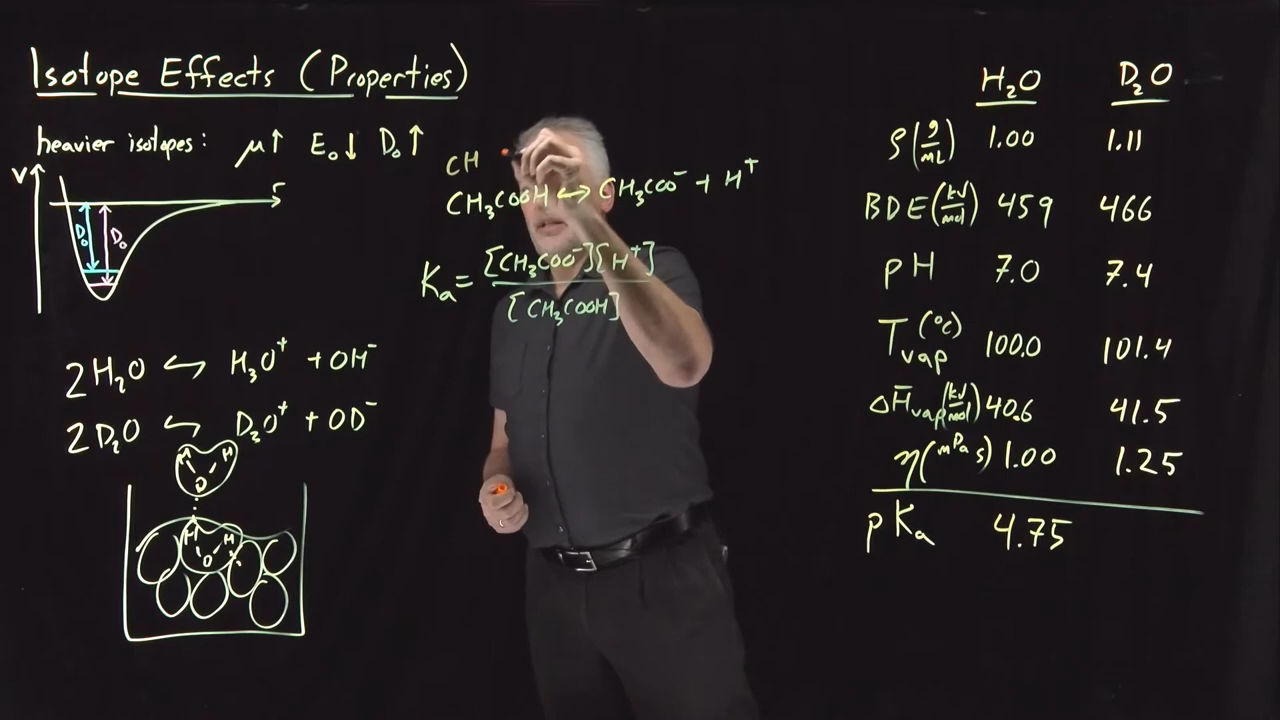 Isotope Effects (Properties)
heavier isotopes: μ↑ E₀↓ D₀↑
V
r
D₀ D₀
2H₂O ⇆ H₃O⁺ + OH⁻
2D₂O ⇆ D₃O⁺ + OD⁻
H H
O
H H
O
CH
CH₃COOH ↔ CH₃COO⁻ + H⁺
Kₐ = [CH₃COO⁻][H⁺]
[CH₃COOH]
H₂O D₂O
ρ(g/mL) 1.00 1.11
BDE(kJ/mol) 459 466
pH 7.0 7.4
T_vap (°C) 100.0 101.4
ΔH̄_vap(kJ/mol) 40.6 41.5
η(mPa s) 1.00 1.25
pKₐ 4.75